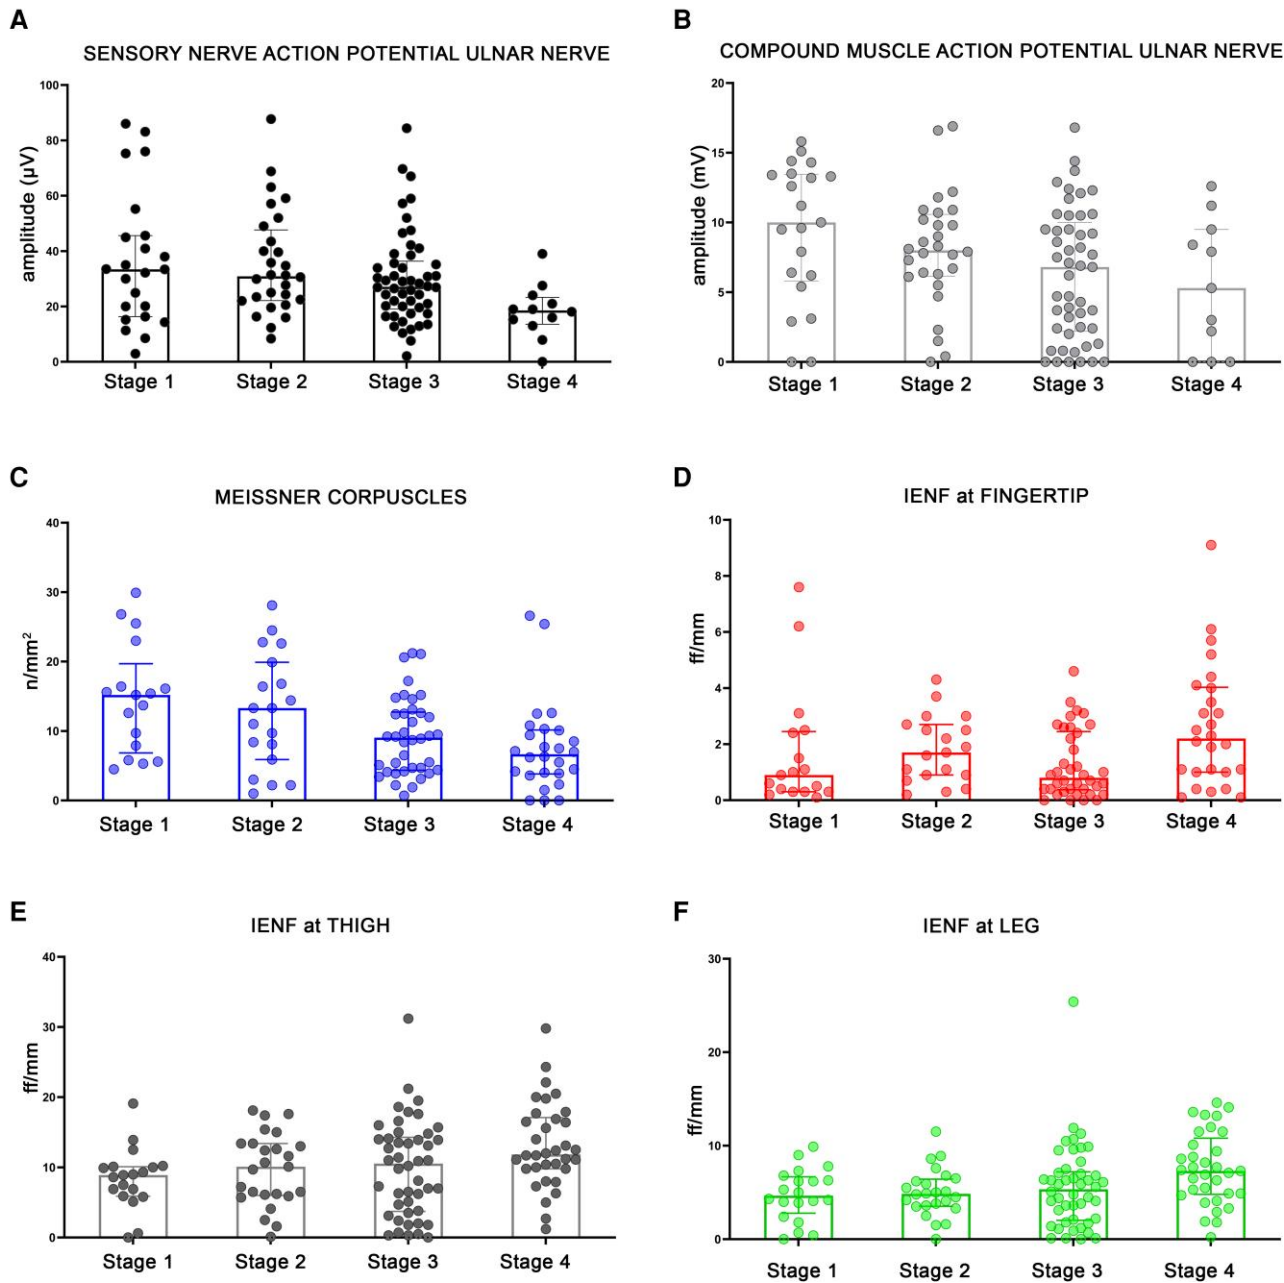 A
SENSORY NERVE ACTION POTENTIAL ULNAR NERVE
amplitude (µV)
100
80
60
40
20
0
Stage 1 Stage 2 Stage 3 Stage 4
B
COMPOUND MUSCLE ACTION POTENTIAL ULNAR NERVE
amplitude (mV)
20
15
10
5
0
Stage 1 Stage 2 Stage 3 Stage 4
C
MEISSNER CORPUSCLES
n/mm²
40
30
20
10
0
Stage 1 Stage 2 Stage 3 Stage 4
D
IENF at FINGERTIP
ff/mm
10
8
6
4
2
0
Stage 1 Stage 2 Stage 3 Stage 4
E
IENF at THIGH
ff/mm
40
30
20
10
0
Stage 1 Stage 2 Stage 3 Stage 4
F
IENF at LEG
ff/mm
30
20
10
0
Stage 1 Stage 2 Stage 3 Stage 4